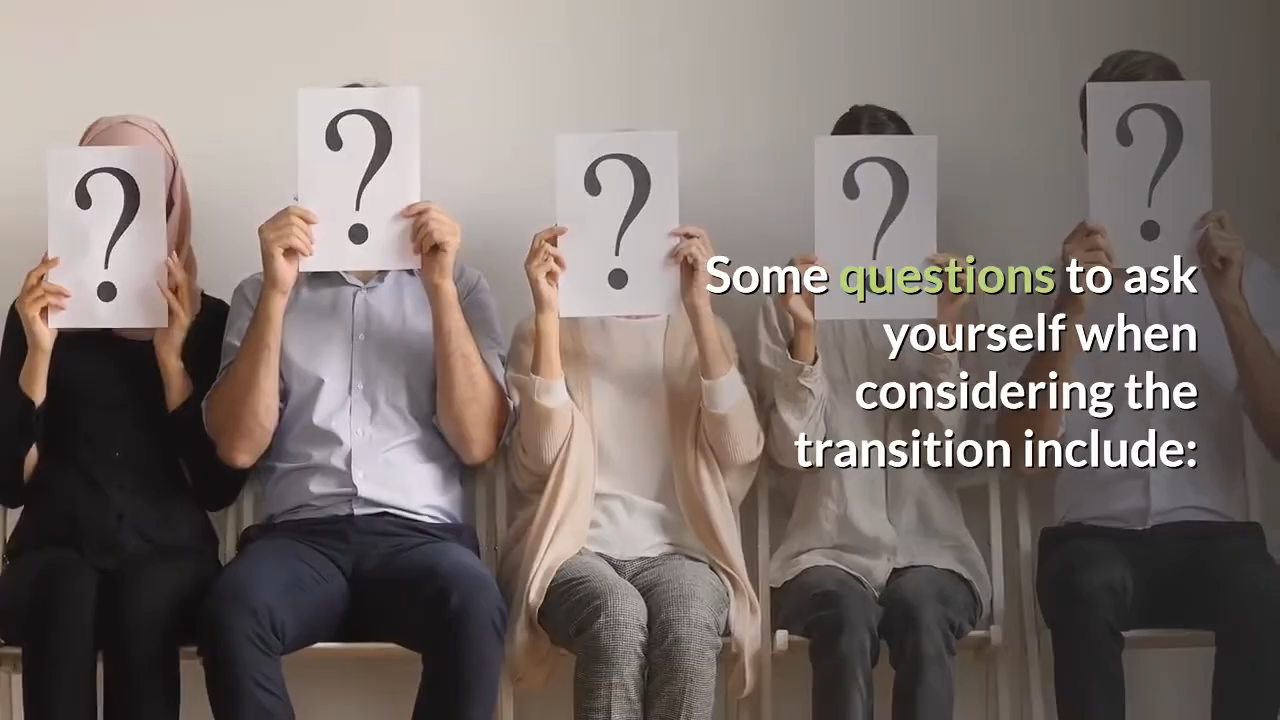 ? ? ? ? ?
Some questions to ask
yourself when
considering the
transition include: